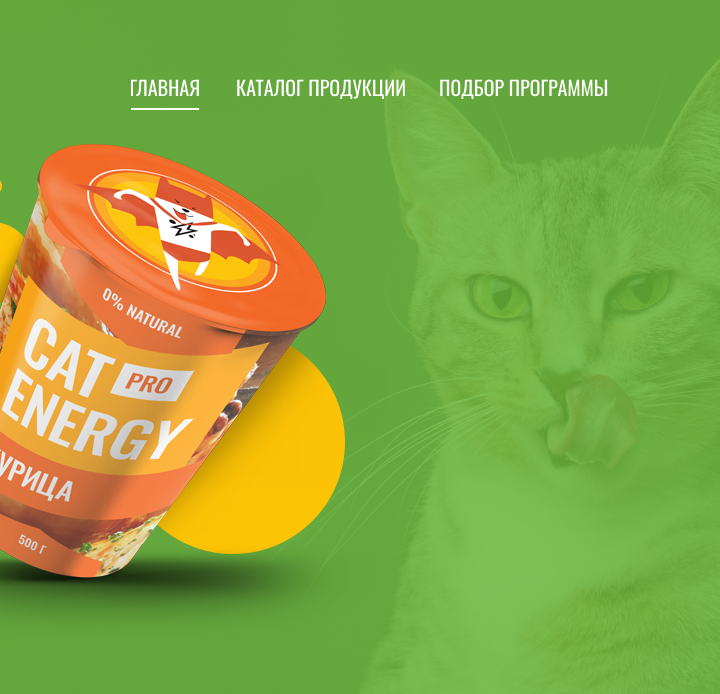 ГЛАВНАЯ КАТАЛОГ ПРОДУКЦИИ ПОДБОР ПРОГРАММЫ
0% NATURAL
CAT PRO
ENERGY
УРИЦА
500 Г